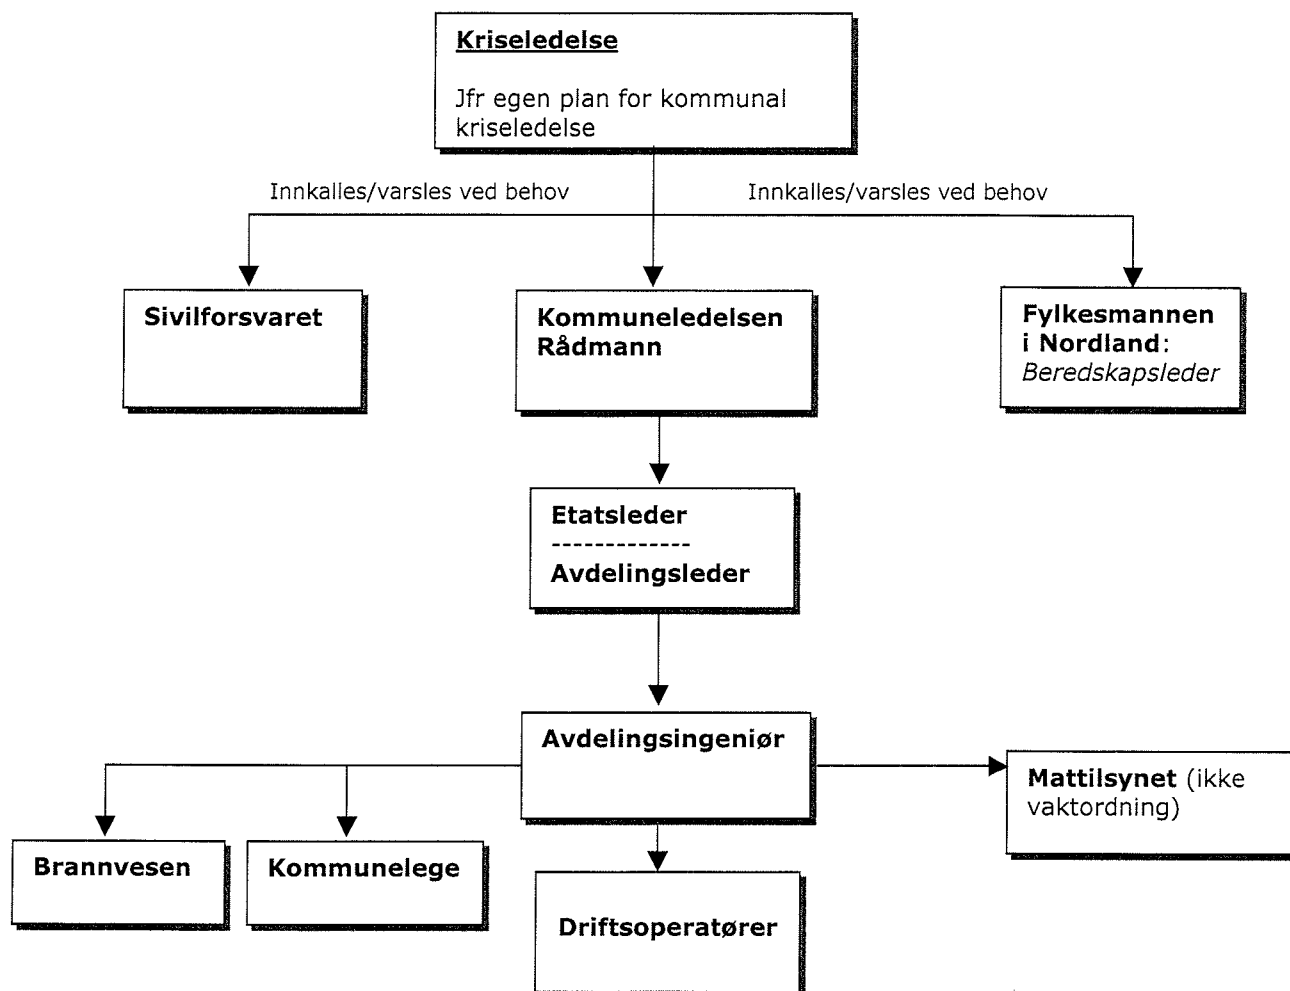 Kriseledelse
Jfr egen plan for kommunal
kriseledelse
Innkalles/varsles ved behov
Innkalles/varsles ved behov
Sivilforsvaret
Kommuneledelsen
Rådmann
Fylkesmannen
i Nordland:
Beredskapsleder
Etatsleder
-------------
Avdelingsleder
Avdelingsingeniør
Mattilsynet (ikke
vaktordning)
Brannvesen
Kommunelege
Driftsoperatører